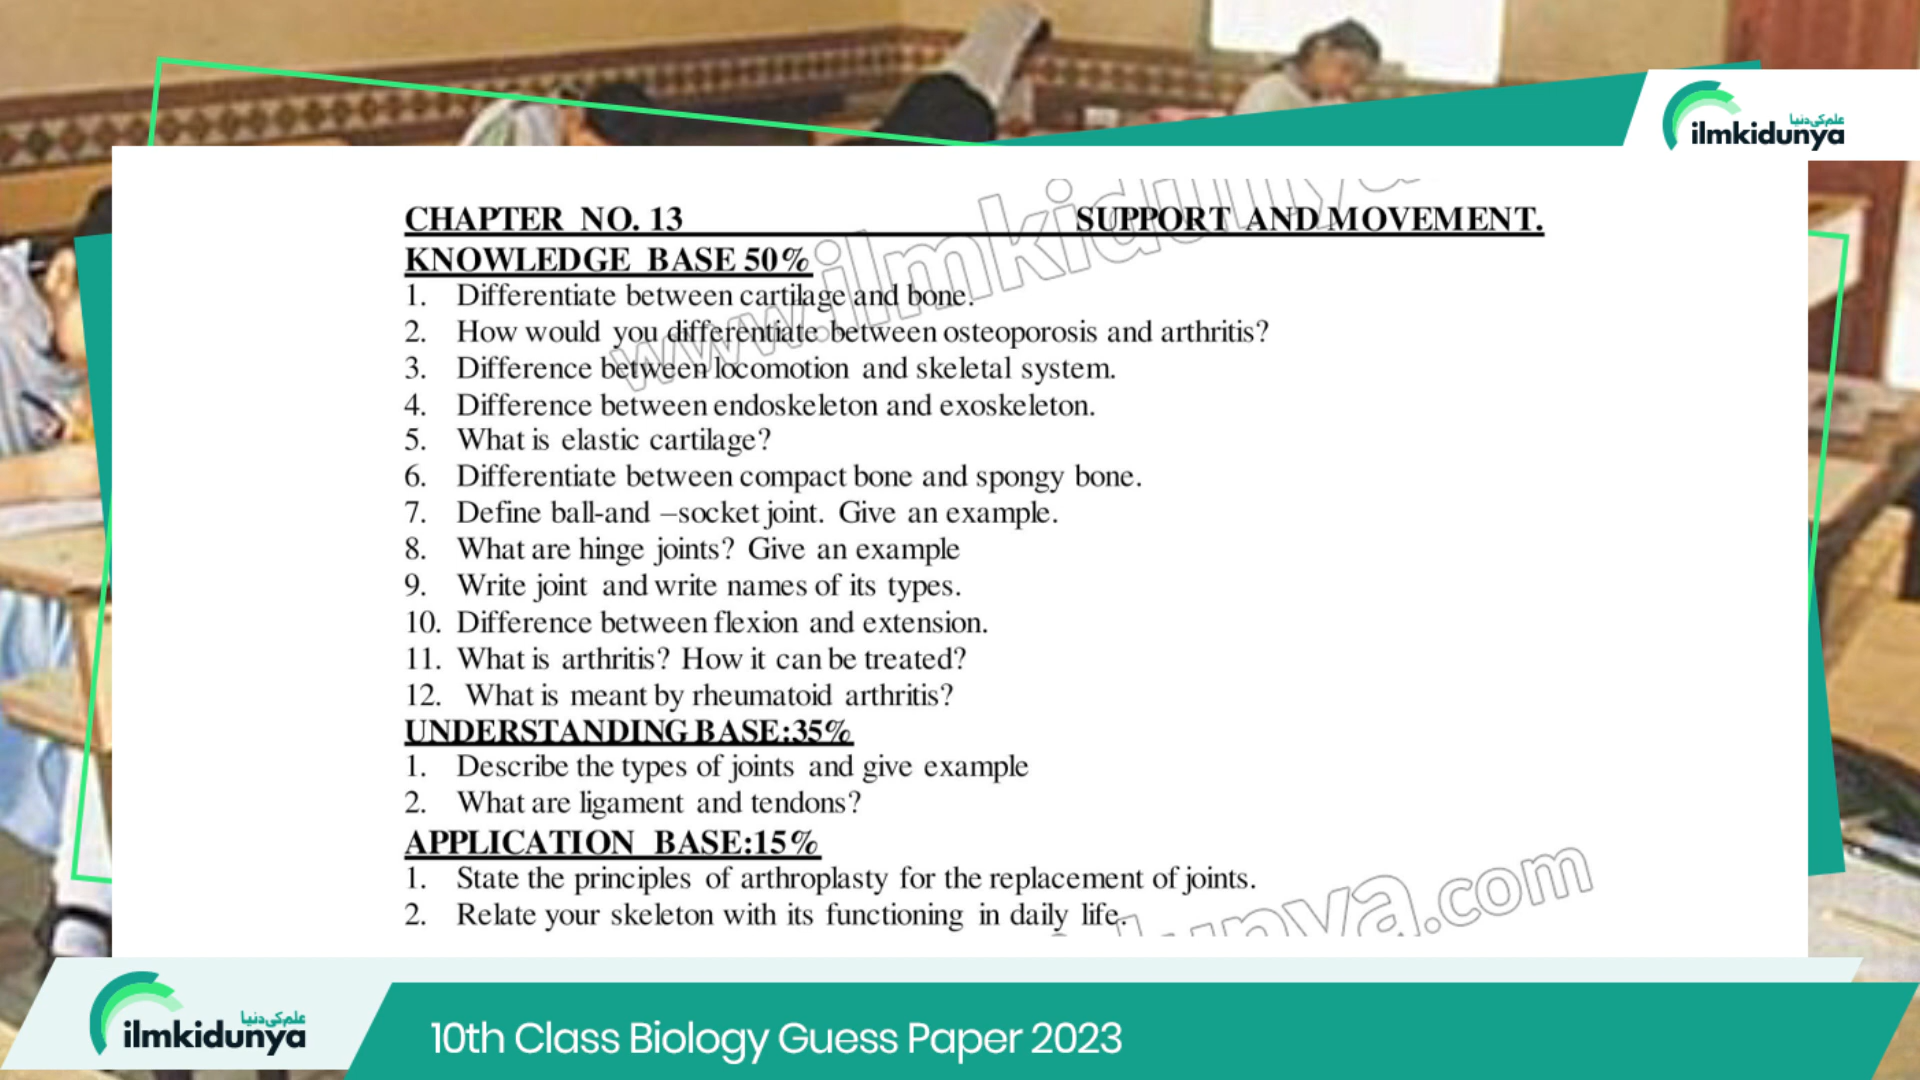 علم کی دنیا
ilmkidunya
CHAPTER NO. 13 SUPPORT AND MOVEMENT.
KNOWLEDGE BASE 50%
1. Differentiate between cartilage and bone.
2. How would you differentiate between osteoporosis and arthritis?
3. Difference between locomotion and skeletal system.
4. Difference between endoskeleton and exoskeleton.
5. What is elastic cartilage?
6. Differentiate between compact bone and spongy bone.
7. Define ball-and –socket joint. Give an example.
8. What are hinge joints? Give an example
9. Write joint and write names of its types.
10. Difference between flexion and extension.
11. What is arthritis? How it can be treated?
12. What is meant by rheumatoid arthritis?
UNDERSTANDING BASE:35%
1. Describe the types of joints and give example
2. What are ligament and tendons?
APPLICATION BASE:15%
1. State the principles of arthroplasty for the replacement of joints.
2. Relate your skeleton with its functioning in daily life.
www.ilmkidunya
dunya.com
علم کی دنیا
ilmkidunya
10th Class Biology Guess Paper 2023